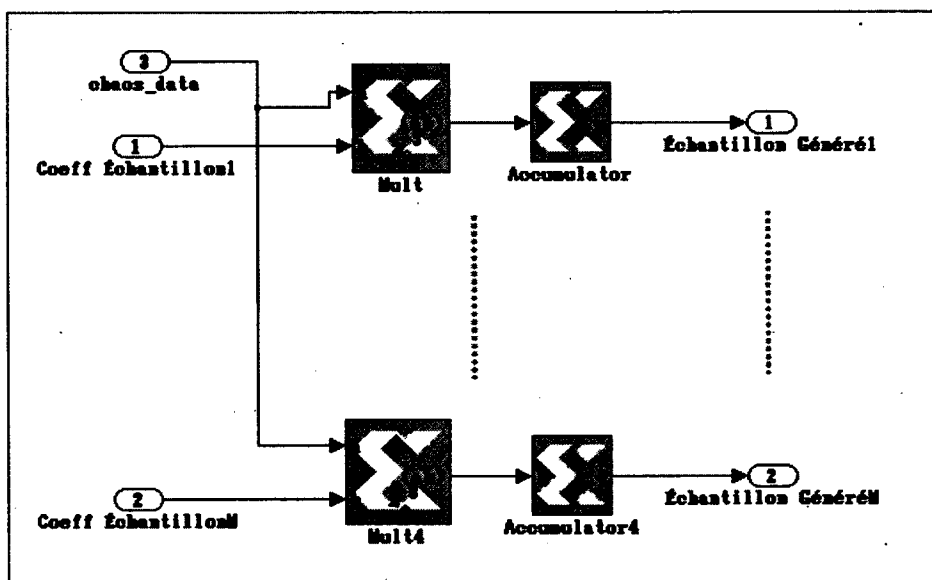 3
chaos_data
1
Coeff Échantillon1
Mult
Accumulator
1
Échantillon Généré1
2
Coeff ÉchantillonM
Mult4
Accumulator4
2
Échantillon GénéréM